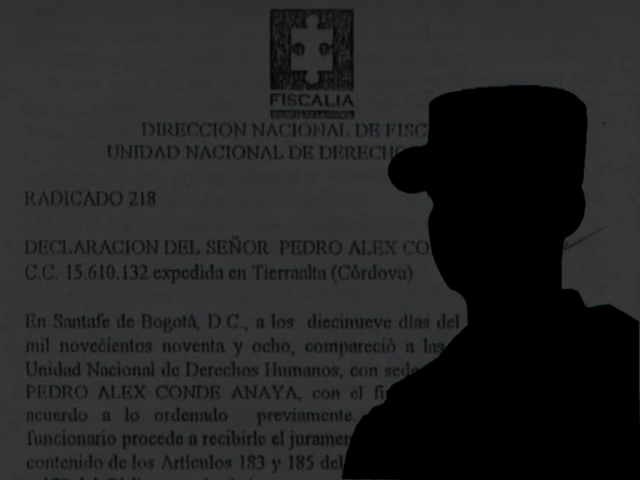 FISCALIA
DIRECCION NACIONAL DE FISC
UNIDAD NACIONAL DE DERECHO
RADICADO 218
DECLARACION DEL SEÑOR PEDRO ALEX CO
C.C. 15.610.132 expedida en Tierraalta (Córdova)
En Santafe de Bogotá, D.C., a los diecinueve días del
mil novecientos noventa y ocho, compareció a las
Unidad Nacional de Derechos Humanos, con sede
PEDRO ALEX CONDE ANAYA, con el
acuerdo a lo ordenado previamente.
funcionario procede a recibirle el
contenido de los Artículos 183 y 185 del